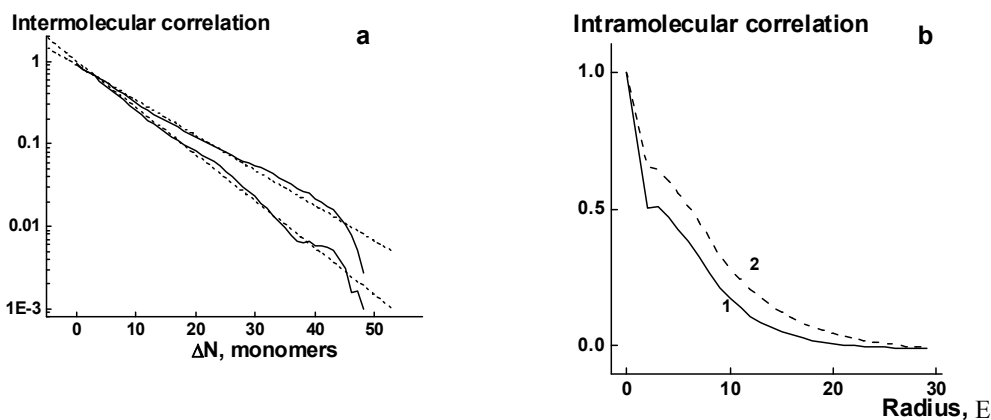 Intermolecular correlation
a
1
0.1
0.01
1E-3
0 10 20 30 40 50
ΔN, monomers
Intramolecular correlation
b
1.0
0.5
0.0
2
1
0 10 20 30
Radius, E